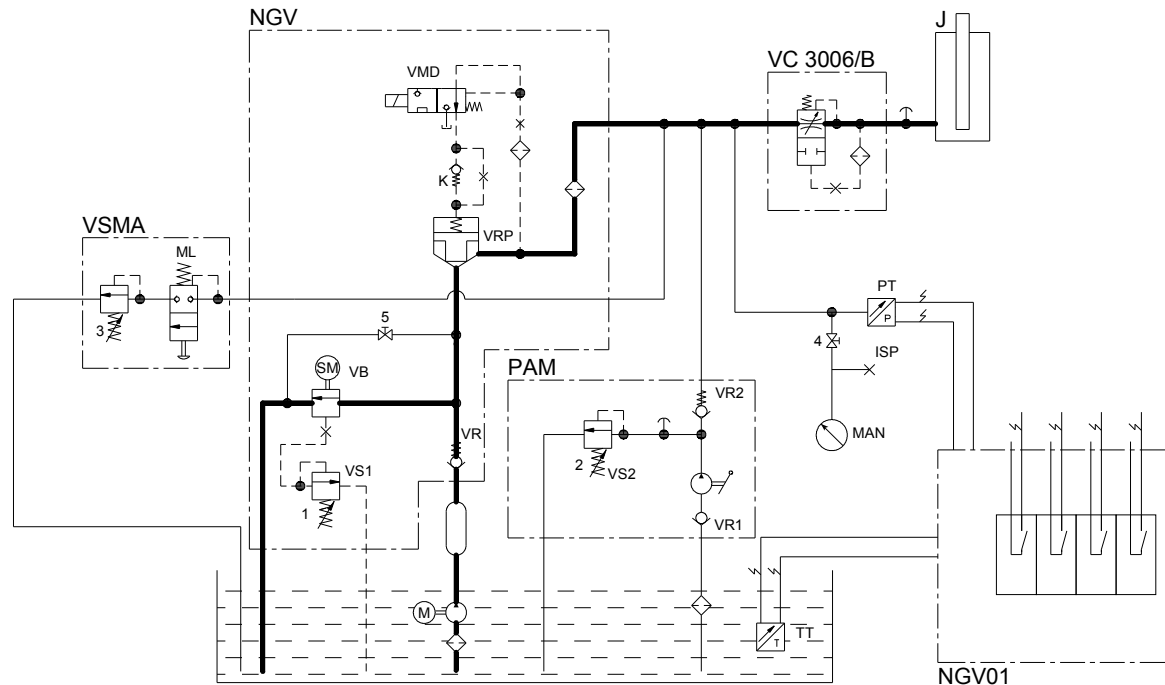 NGV
J
VC 3006/B
VMD
K
VRP
VSMA
ML
3
5
PT
P
4
ISP
SM
VB
PAM
VR2
MAN
VR
2
VS2
VS1
1
VR1
M
T
TT
NGV01